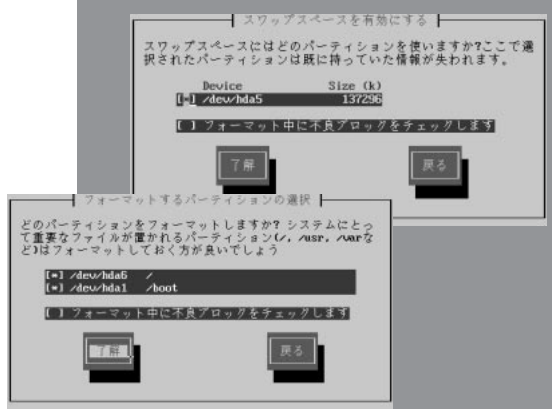 スワップスペースを有効にする
スワップスペースにはどのパーティションを使いますか?ここで選
択されたパーティションは既に持っていた情報が失われます。
Device Size (k)
[*] /dev/hda5 137296
[ ] フォーマット中に不良ブロックをチェックします
了解 戻る
フォーマットするパーティションの選択
どのパーティションをフォーマットしますか? システムにとっ
て重要なファイルが置かれるパーティション(/, /usr, /varな
ど)はフォーマットしておく方が良いでしょう
[*] /dev/hda6 /
[*] /dev/hda1 /boot
[ ] フォーマット中に不良ブロックをチェックします
了解 戻る